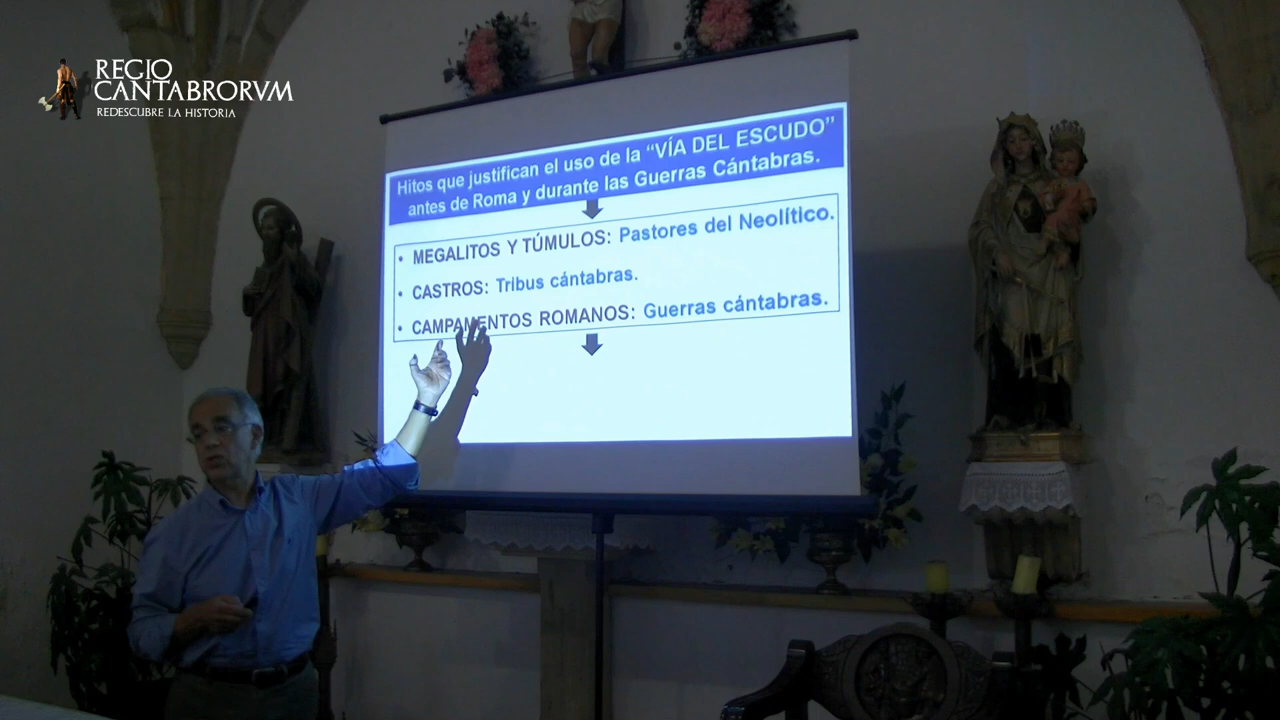 REGIO
CANTABRORVM
REDESCUBRE LA HISTORIA
Hitos que justifican el uso de la “VÍA DEL ESCUDO”
antes de Roma y durante las Guerras Cántabras.
• MEGALITOS Y TÚMULOS: Pastores del Neolítico.
• CASTROS: Tribus cántabras.
• CAMPAMENTOS ROMANOS: Guerras cántabras.